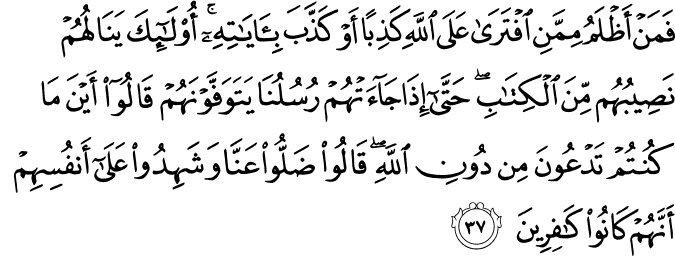 فَمَنۡ أَظۡلَمُ مِمَّنِ ٱفۡتَرَىٰ عَلَى ٱللَّهِ كَذِبًا أَوۡ كَذَّبَ بِـَٔايَٰتِهِۦٓۚ أُوْلَٰٓئِكَ يَنَالُهُمۡ
نَصِيبُهُم مِّنَ ٱلۡكِتَٰبِۖ حَتَّىٰٓ إِذَا جَآءَتۡهُمۡ رُسُلُنَا يَتَوَفَّوۡنَهُمۡ قَالُوٓاْ أَيۡنَ مَا
كُنتُمۡ تَدۡعُونَ مِن دُونِ ٱللَّهِۖ قَالُواْ ضَلُّواْ عَنَّا وَشَهِدُواْ عَلَىٰٓ أَنفُسِهِمۡ
أَنَّهُمۡ كَانُواْ كَٰفِرِينَ ٣٧